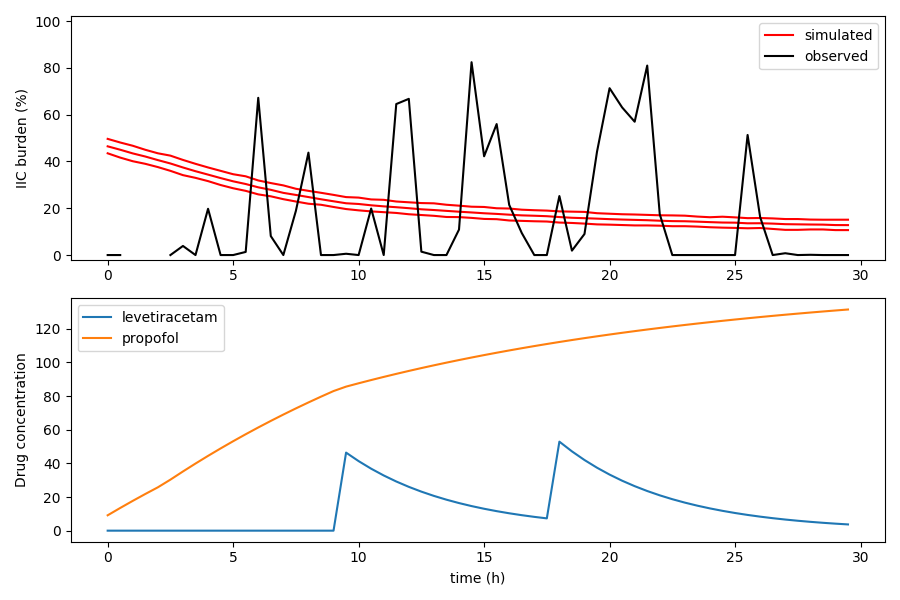 100
80
60
40
20
0
IIC burden (%)
simulated
observed
0 5 10 15 20 25 30
120
100
80
60
40
20
0
Drug concentration
levetiracetam
propofol
0 5 10 15 20 25 30
time (h)